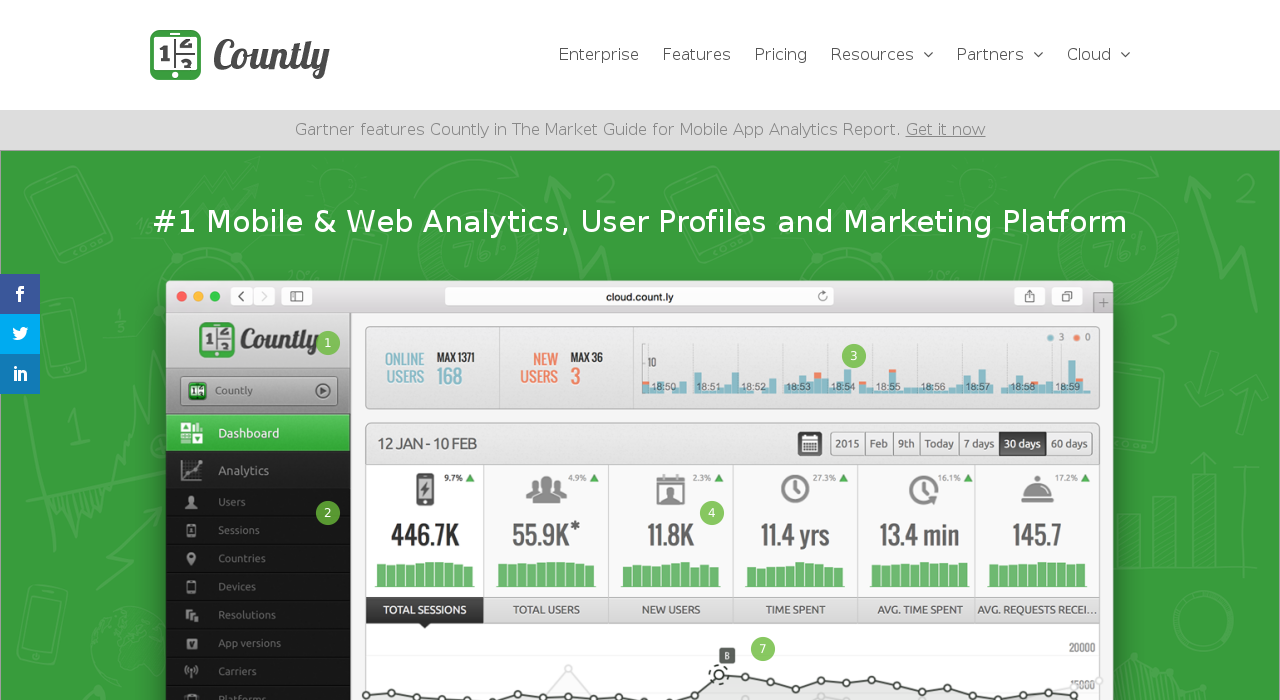 Countly
Enterprise Features Pricing Resources Partners Cloud
Gartner features Countly in The Market Guide for Mobile App Analytics Report. Get it now
#1 Mobile & Web Analytics, User Profiles and Marketing Platform
cloud.count.ly
Countly
1
Countly
Dashboard
Analytics
Users
2
Sessions
Countries
Devices
Resolutions
App versions
Carriers
Platforms
ONLINE USERS MAX 1371 168
NEW USERS MAX 36 3
3 0
3
10
18:50 18:51 18:52 18:53 18:54 18:55 18:56 18:57 18:58 18:59
12 JAN - 10 FEB
2015 Feb 9th Today 7 days 30 days 60 days
9.7% 4.9% 2.3% 27.3% 16.1% 17.2%
4
446.7K 55.9K* 11.8K 11.4 yrs 13.4 min 145.7
TOTAL SESSIONS TOTAL USERS NEW USERS TIME SPENT AVG. TIME SPENT AVG. REQUESTS RECEI...
7
B
20000
15000